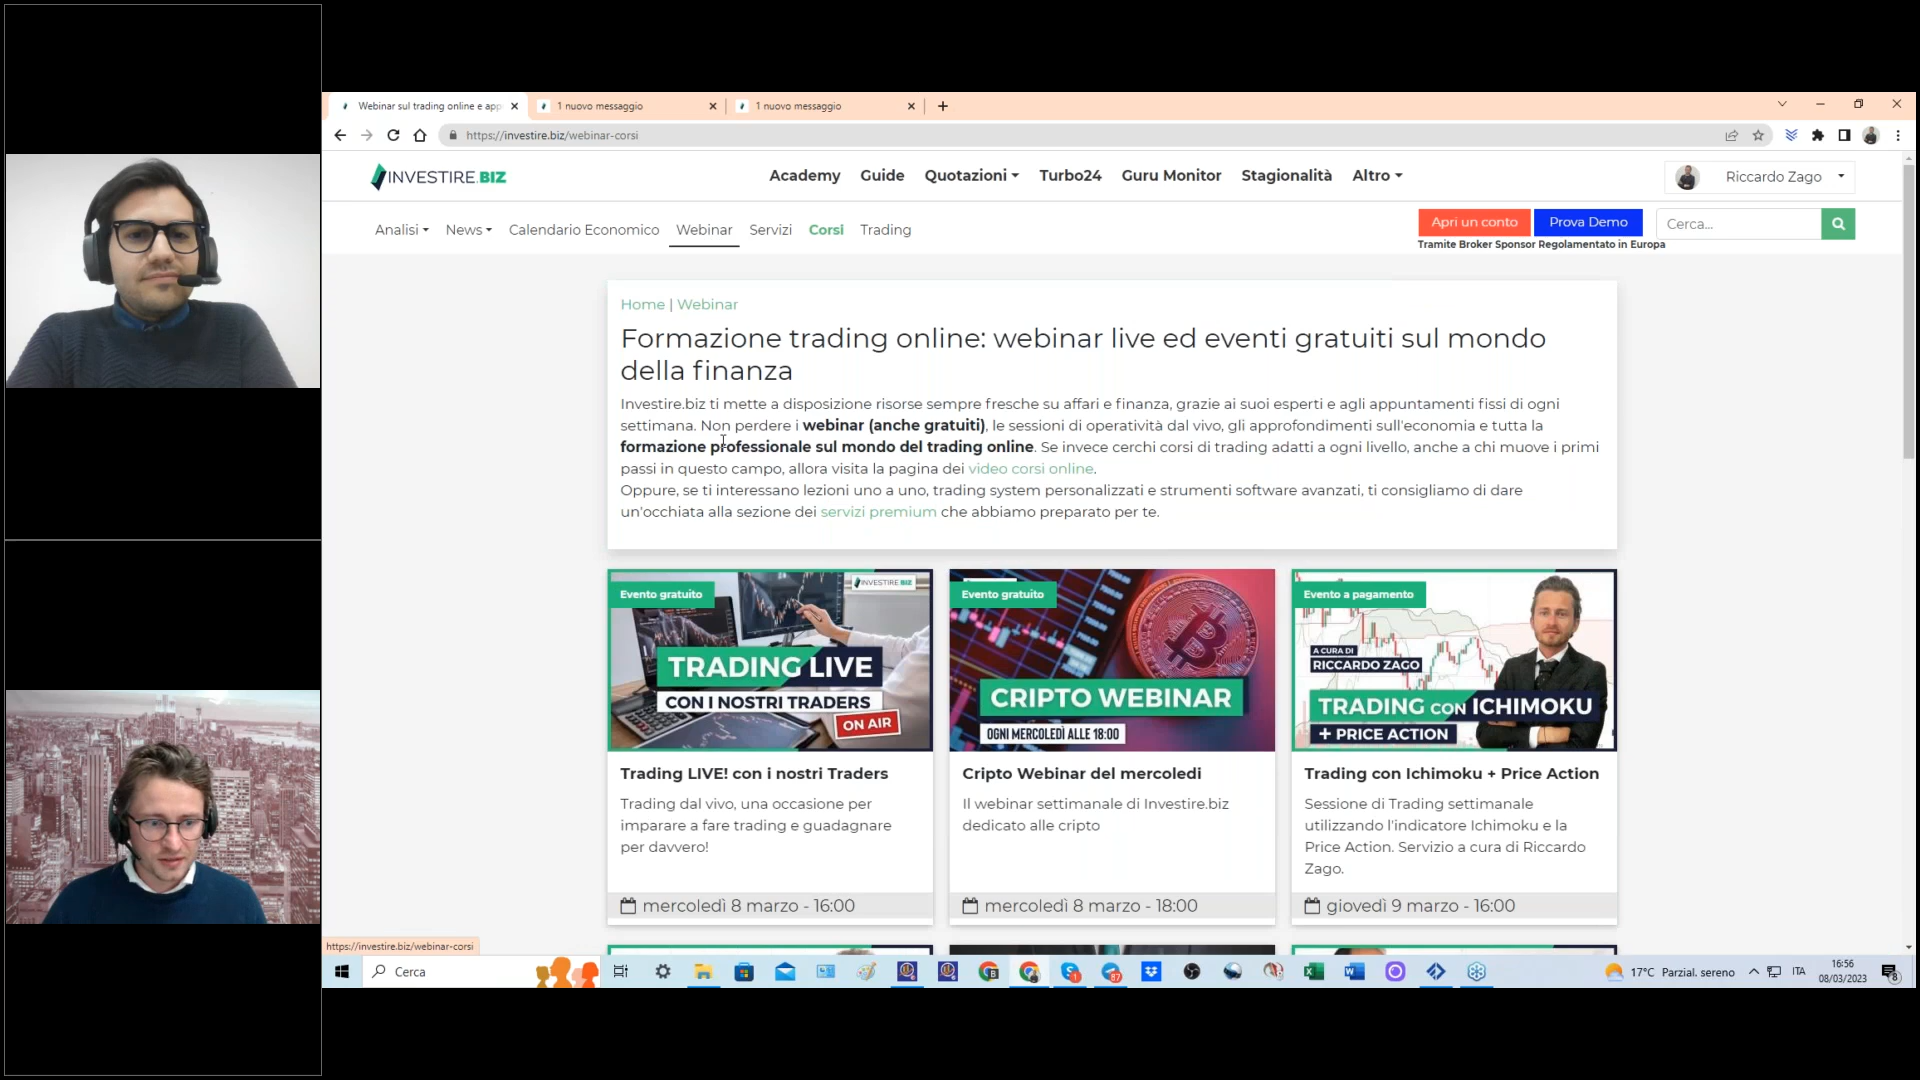 Webinar sul trading online e app
1 nuovo messaggio
1 nuovo messaggio
https://investire.biz/webinar-corsi
INVESTIRE.BIZ
Academy
Guide
Quotazioni
Turbo24
Guru Monitor
Stagionalità
Altro
Riccardo Zago
Analisi
News
Calendario Economico
Webinar
Servizi
Corsi
Trading
Apri un conto
Prova Demo
Cerca...
Tramite Broker Sponsor Regolamentato in Europa
Home | Webinar
Formazione trading online: webinar live ed eventi gratuiti sul mondo
della finanza
Investire.biz ti mette a disposizione risorse sempre fresche su affari e finanza, grazie ai suoi esperti e agli appuntamenti fissi di ogni
settimana. Non perdere i webinar (anche gratuiti), le sessioni di operatività dal vivo, gli approfondimenti sull'economia e tutta la
formazione professionale sul mondo del trading online. Se invece cerchi corsi di trading adatti a ogni livello, anche a chi muove i primi
passi in questo campo, allora visita la pagina dei video corsi online.
Oppure, se ti interessano lezioni uno a uno, trading system personalizzati e strumenti software avanzati, ti consigliamo di dare
un'occhiata alla sezione dei servizi premium che abbiamo preparato per te.
Evento gratuito
INVESTIRE.BIZ
TRADING LIVE
CON I NOSTRI TRADERS
ON AIR
Trading LIVE! con i nostri Traders
Trading dal vivo, una occasione per
imparare a fare trading e guadagnare
per davvero!
mercoledì 8 marzo - 16:00
Evento gratuito
CRIPTO WEBINAR
OGNI MERCOLEDÌ ALLE 18:00
Cripto Webinar del mercoledi
Il webinar settimanale di Investire.biz
dedicato alle cripto
mercoledì 8 marzo - 18:00
Evento a pagamento
A CURA DI
RICCARDO ZAGO
TRADING CON ICHIMOKU
+ PRICE ACTION
Trading con Ichimoku + Price Action
Sessione di Trading settimanale
utilizzando l'indicatore Ichimoku e la
Price Action. Servizio a cura di Riccardo
Zago.
giovedì 9 marzo - 16:00
https://investire.biz/webinar-corsi
Cerca
17°C Parzial. sereno
ITA
16:56
08/03/2023